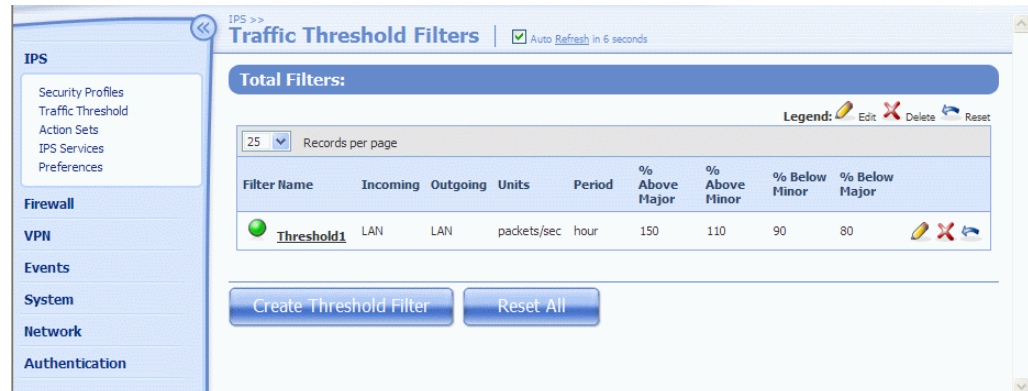 IPS >>
Traffic Threshold Filters
Auto Refresh in 6 seconds
IPS
Security Profiles
Traffic Threshold
Action Sets
IPS Services
Preferences
Firewall
VPN
Events
System
Network
Authentication
Total Filters:
Legend: Edit Delete Reset
25 Records per page
Filter Name Incoming Outgoing Units Period % Above Major % Above Minor % Below Minor % Below Major
Threshold1 LAN LAN packets/sec hour 150 110 90 80
Create Threshold Filter Reset All